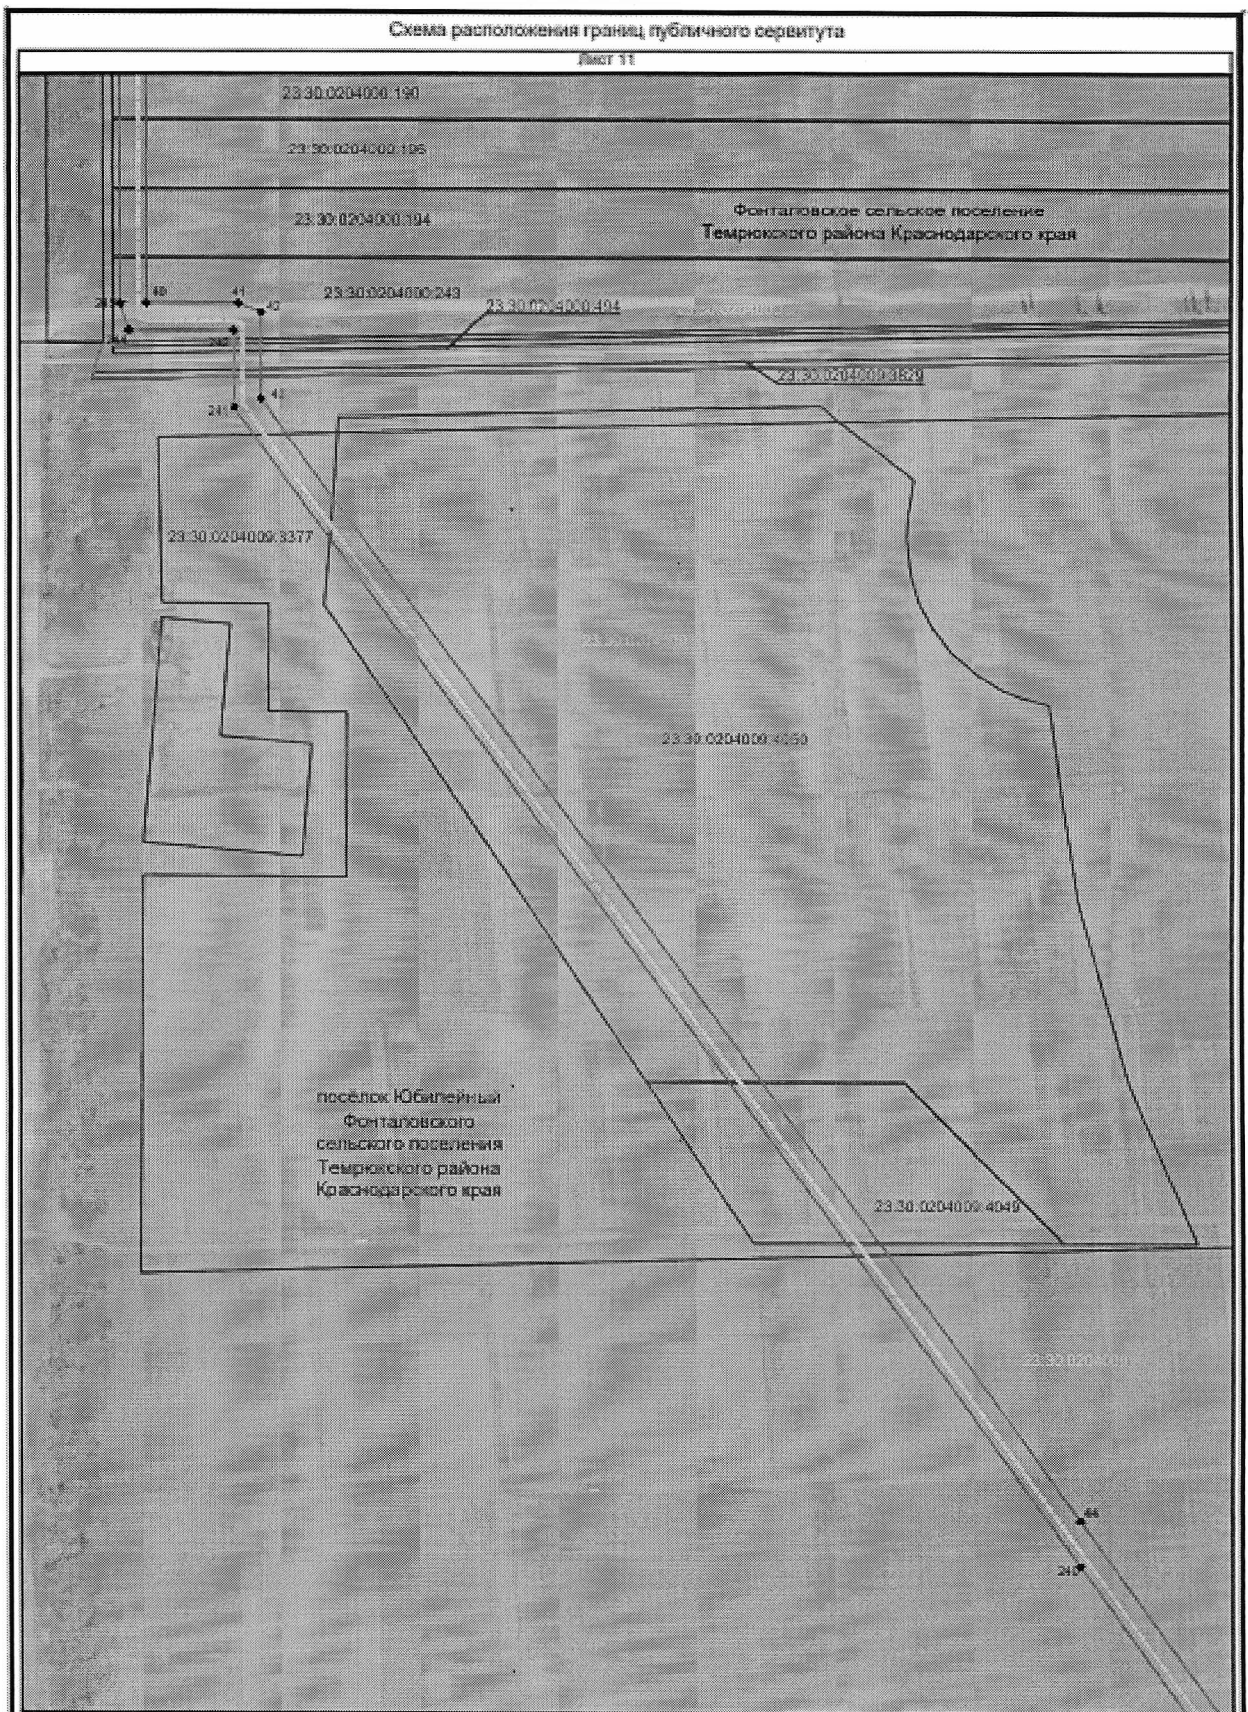 Схема расположения границ публичного сервитута
Лист 11
23:30:0204000:190
23:30:0204000:196
23:30:0204000:194
Фонталовское сельское поселение
Темрюкского района Краснодарского края
40
41
23:30:0204000:243
42
23:30:0204000:494
242
23:30:0204009:3829
43
241
23:30:0204009:3377
23:30:0204009:4050
посёлок Юбилейный
Фонталовского
сельского поселения
Темрюкского района
Краснодарского края
23:30:0204009:4049
44
240